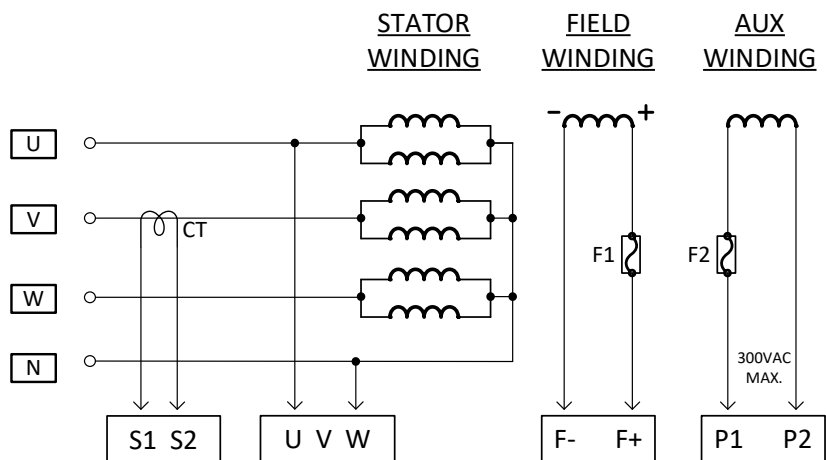 STATOR WINDING
FIELD WINDING
AUX WINDING
- +
U
V
CT
W
N
F1
F2
300VAC
MAX.
S1 S2
U V W
F- F+
P1 P2